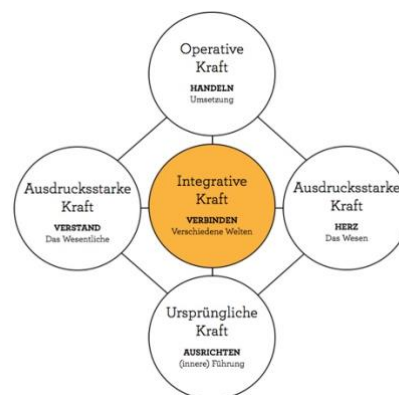 Operative
Kraft
HANDELN
Umsetzung
Ausdrucksstarke
Kraft
VERSTAND
Das Wesentliche
Integrative
Kraft
VERBINDEN
Verschiedene Welten
Ausdrucksstarke
Kraft
HERZ
Das Wesen
Ursprüngliche
Kraft
AUSRICHTEN
(innere) Führung